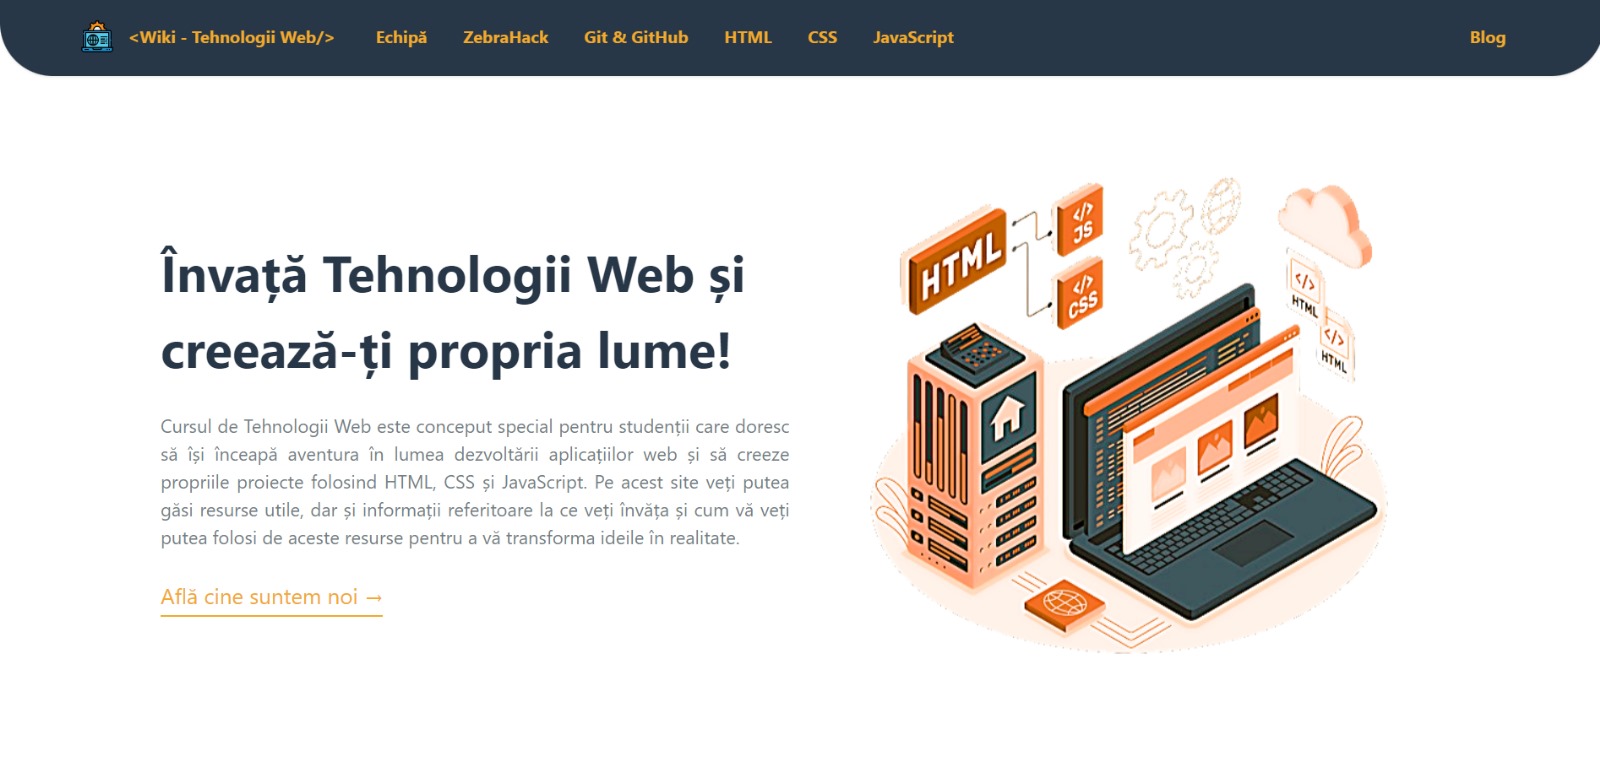 <Wiki - Tehnologii Web/> Echipă ZebraHack Git & GitHub HTML CSS JavaScript Blog
Învață Tehnologii Web și
creează-ți propria lume!
Cursul de Tehnologii Web este conceput special pentru studenții care doresc
să își înceapă aventura în lumea dezvoltării aplicațiilor web și să creeze
propriile proiecte folosind HTML, CSS și JavaScript. Pe acest site veți putea
găsi resurse utile, dar și informații referitoare la ce veți învăța și cum vă veți
putea folosi de aceste resurse pentru a vă transforma ideile în realitate.
Află cine suntem noi →
HTML
</>
JS
</>
CSS
</>
HTML
</>
HTML